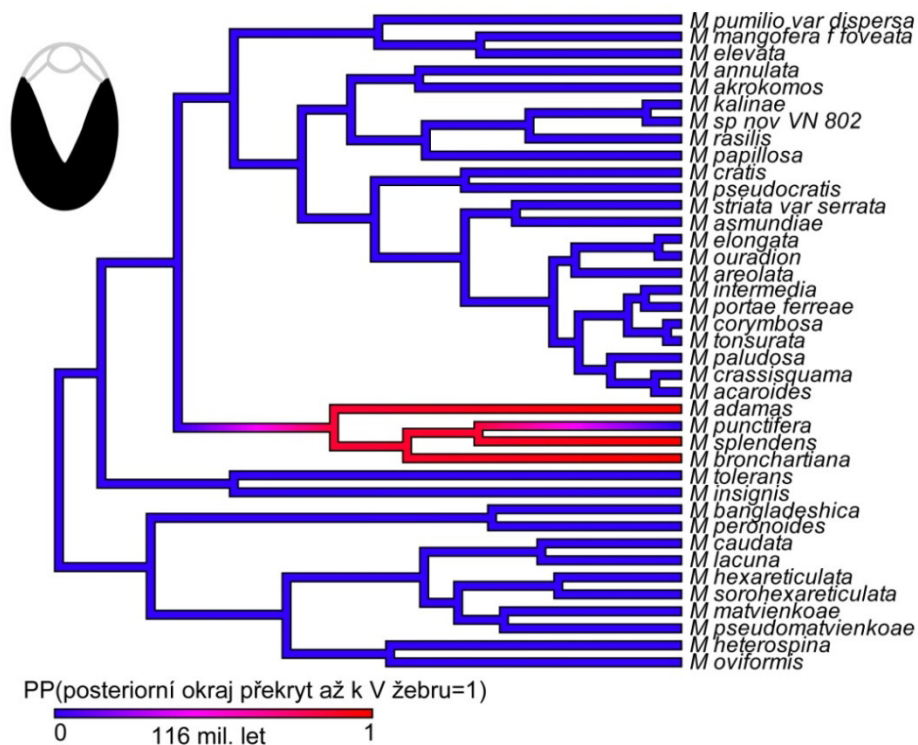 M pumilio var dispersa
M mangofera f foveata
M elevata
M annulata
M akrokomos
M kalinae
M sp nov VN 802
M rasilis
M papillosa
M cratis
M pseudocratis
M striata var serrata
M asmundiae
M elongata
M ouradion
M areolata
M intermedia
M portae ferreae
M corymbosa
M tonsurata
M paludosa
M crassisquama
M acaroides
M adamas
M punctifera
M splendens
M bronchartiana
M tolerans
M insignis
M bangladeshica
M peronoides
M caudata
M lacuna
M hexareticulata
M sorohexareticulata
M matvienkoae
M pseudomatvienkoae
M heterospina
M oviformis
PP(posteriorní okraj překryt až k V žebru=1)
0 116 mil. let 1